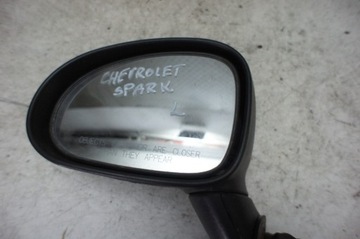 CHEVROLET
SPARK
L
ARE CLOSER
THEY APPEAR